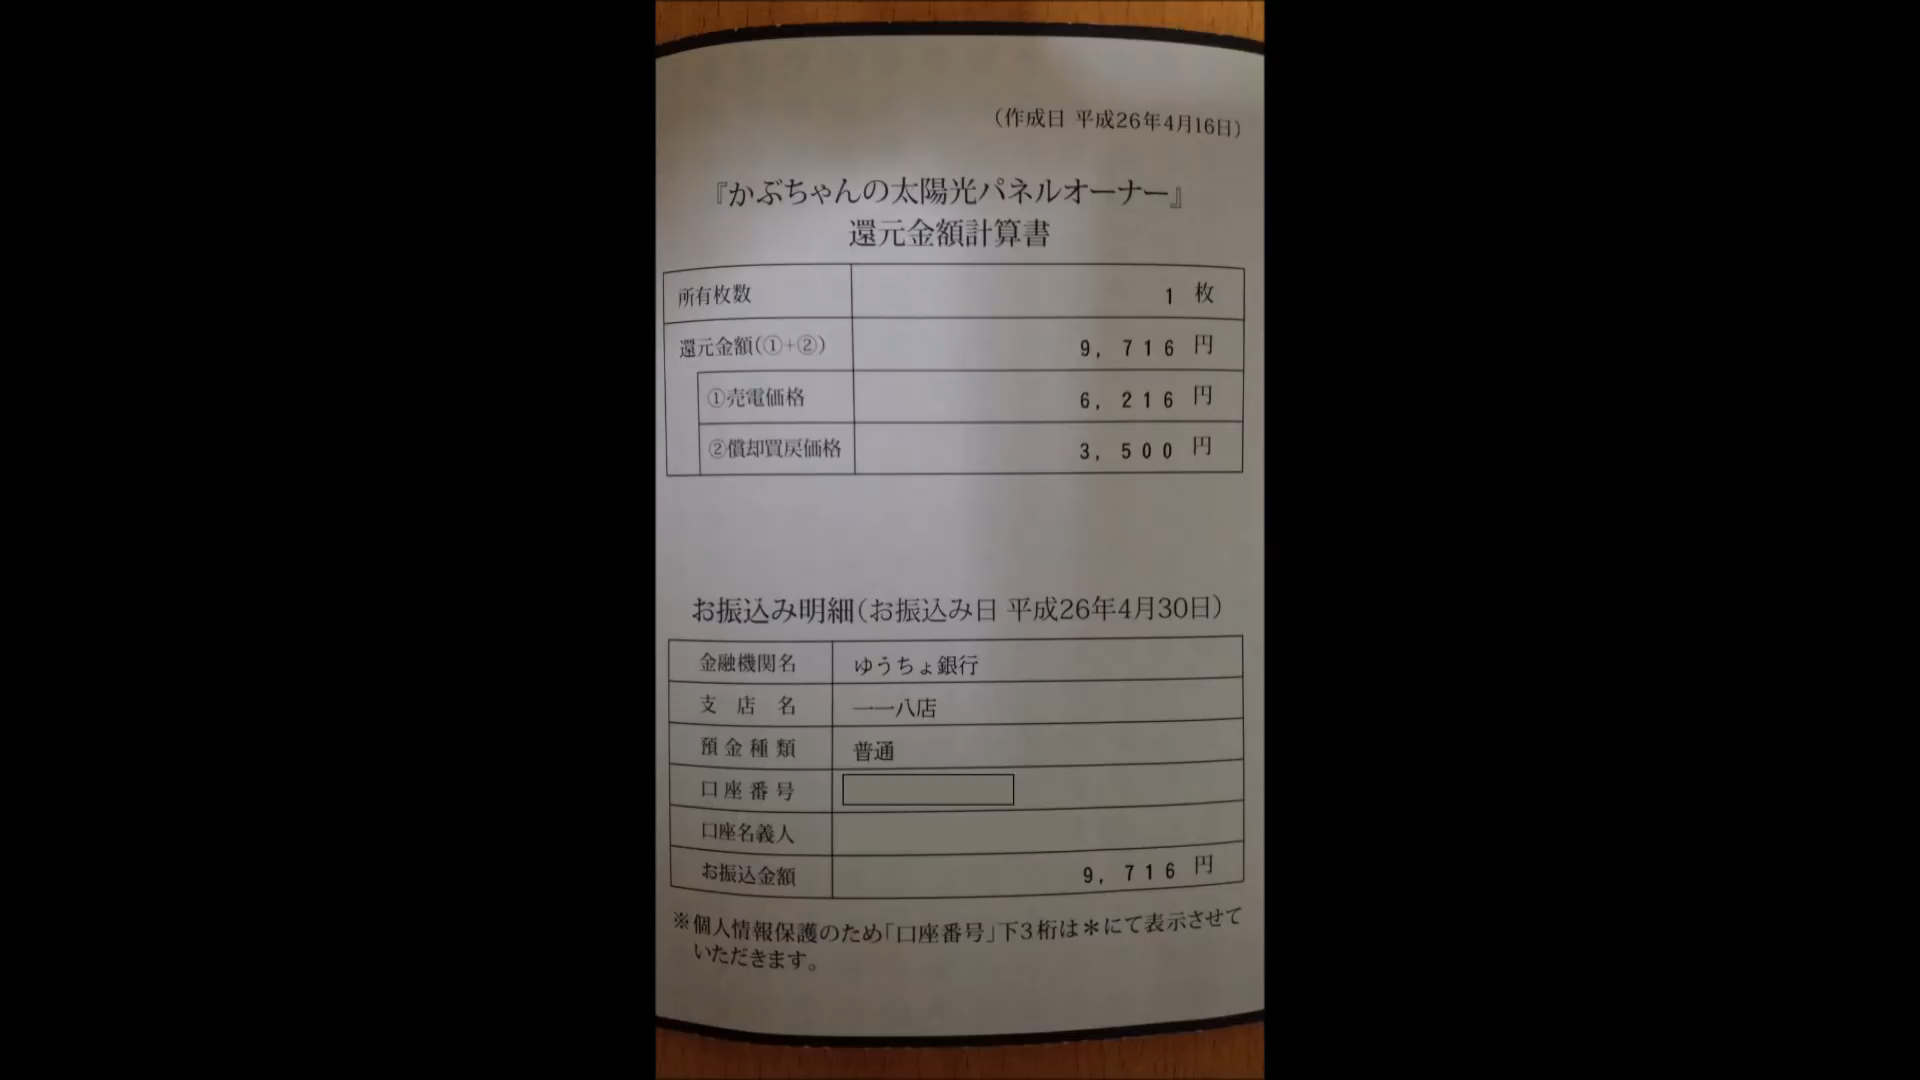 (作成日 平成26年4月16日)
『かぶちゃんの太陽光パネルオーナー』
還元金額計算書
所有枚数 1 枚
還元金額(①+②) 9,716 円
①売電価格 6,216 円
②償却買戻価格 3,500 円
お振込み明細(お振込み日 平成26年4月30日)
金融機関名 ゆうちょ銀行
支店名 一一八店
預金種類 普通
口座番号
口座名義人
お振込金額 9,716 円
※個人情報保護のため「口座番号」下3桁は＊にて表示させて
いただきます。